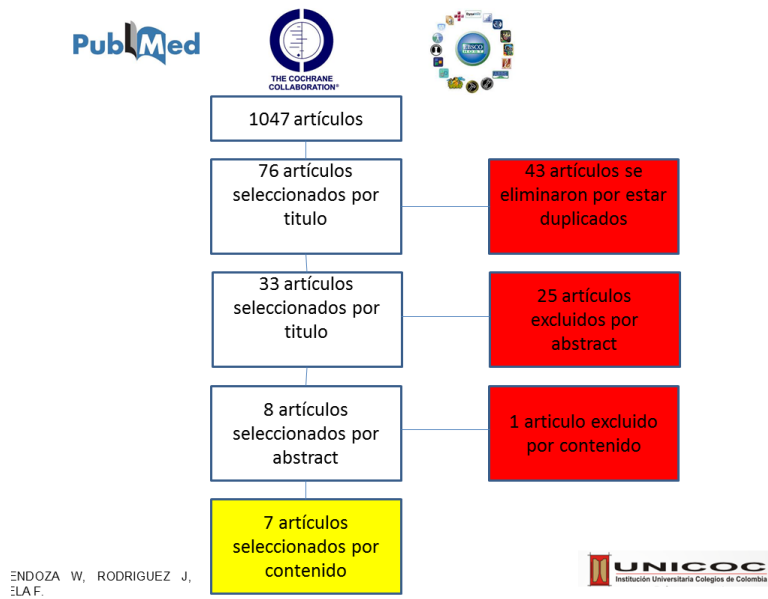 PubMed
THE COCHRANE
COLLABORATION®
EBSCO
1047 artículos
76 artículos
seleccionados por
titulo
43 artículos se
eliminaron por estar
duplicados
33 artículos
seleccionados por
titulo
25 artículos
excluidos por
abstract
8 artículos
seleccionados por
abstract
1 articulo excluido
por contenido
7 artículos
seleccionados por
contenido
ENDOZA W, RODRIGUEZ J,
ELA F.
UNICOC
Institución Universitaria Colegios de Colombia